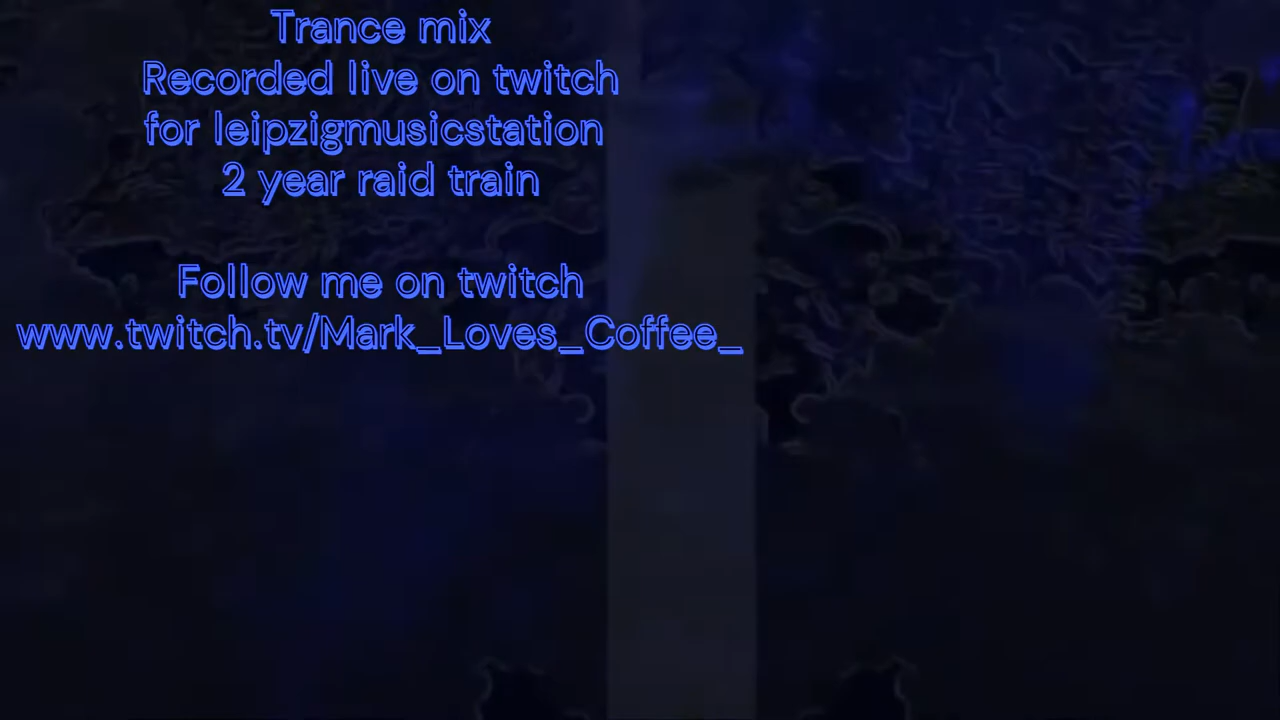 Trance mix
Recorded live on twitch
for leipzigmusicstation
2 year raid train
Follow me on twitch
www.twitch.tv/Mark_Loves_Coffee_